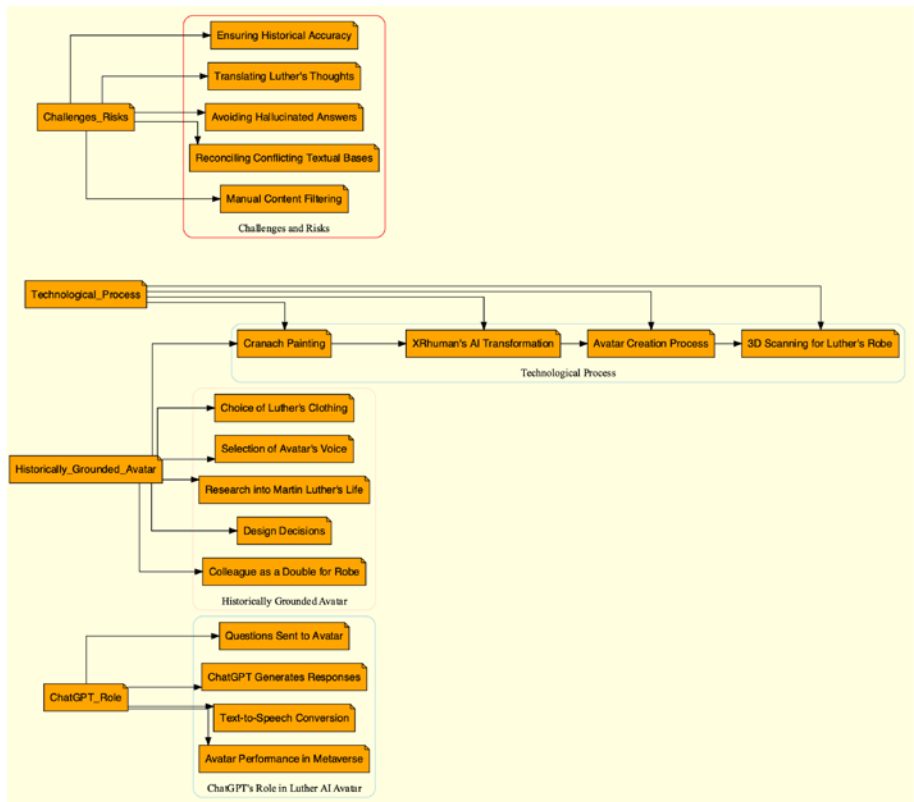 Ensuring Historical Accuracy
Translating Luther's Thoughts
Challenges_Risks
Avoiding Hallucinated Answers
Reconciling Conflicting Textual Bases
Manual Content Filtering
Challenges and Risks
Technological_Process
Cranach Painting
XRhuman's AI Transformation
Avatar Creation Process
3D Scanning for Luther's Robe
Technological Process
Choice of Luther's Clothing
Selection of Avatar's Voice
Historically_Grounded_Avatar
Research into Martin Luther's Life
Design Decisions
Colleague as a Double for Robe
Historically Grounded Avatar
Questions Sent to Avatar
ChatGPT Generates Responses
ChatGPT_Role
Text-to-Speech Conversion
Avatar Performance in Metaverse
ChatGPT's Role in Luther AI Avatar